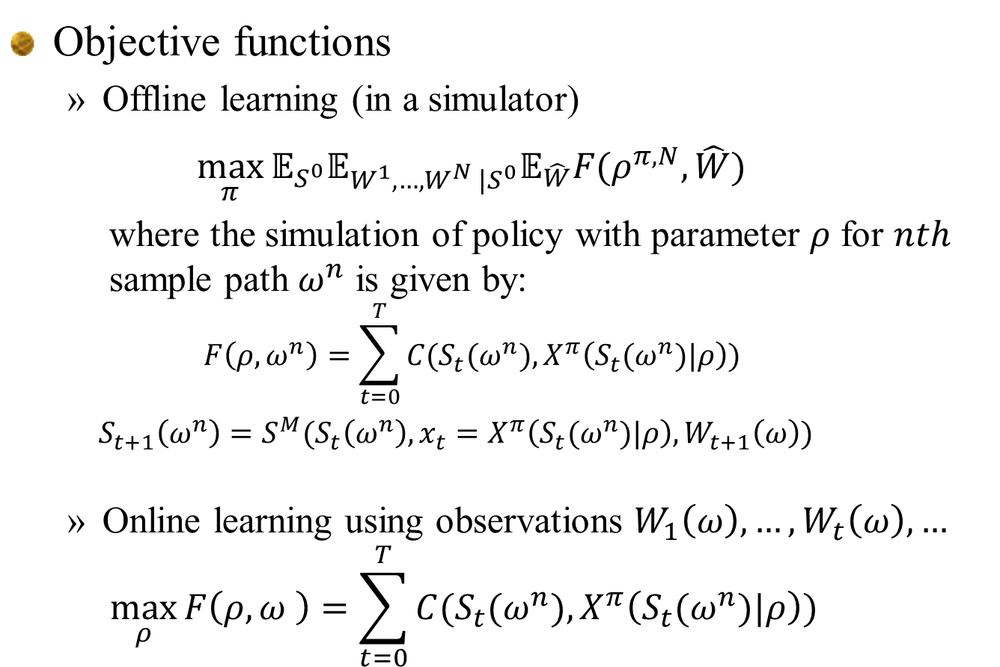 Objective functions
» Offline learning (in a simulator)
$\max_{\pi} \mathbb{E}_{S^0} \mathbb{E}_{W^1,\ldots,W^N|S^0} \mathbb{E}_{\widehat{W}} F(\rho^{\pi,N}, \widehat{W})$
where the simulation of policy with parameter $\rho$ for $nth$
sample path $\omega^n$ is given by:
$F(\rho, \omega^n) = \sum_{t=0}^{T} C(S_t(\omega^n), X^{\pi}(S_t(\omega^n)|\rho))$
$S_{t+1}(\omega^n) = S^M(S_t(\omega^n), x_t = X^{\pi}(S_t(\omega^n)|\rho), W_{t+1}(\omega))$
» Online learning using observations $W_1(\omega), \ldots, W_t(\omega), \ldots$
$\max_{\rho} F(\rho, \omega\ ) = \sum_{t=0}^{T} C(S_t(\omega^n), X^{\pi}(S_t(\omega^n)|\rho))$